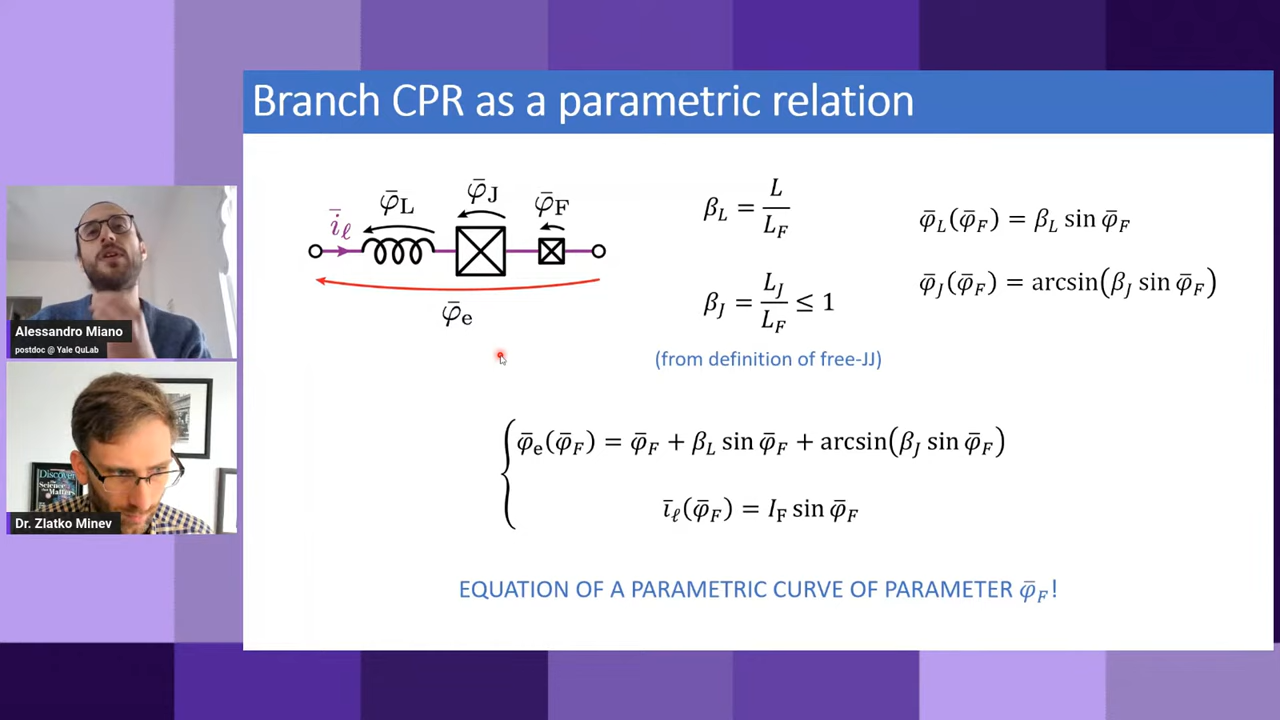 Branch CPR as a parametric relation
φ̄_L
φ̄_J
φ̄_F
ī_ℓ
φ̄_e
β_L = L / L_F
β_J = L_J / L_F ≤ 1
(from definition of free-JJ)
φ̄_L(φ̄_F) = β_L sin φ̄_F
φ̄_J(φ̄_F) = arcsin(β_J sin φ̄_F)
φ̄_e(φ̄_F) = φ̄_F + β_L sin φ̄_F + arcsin(β_J sin φ̄_F)
ī_ℓ(φ̄_F) = I_F sin φ̄_F
EQUATION OF A PARAMETRIC CURVE OF PARAMETER φ̄_F!
Alessandro Miano
postdoc @ Yale QuLab
Discover
Dr. Zlatko Minev